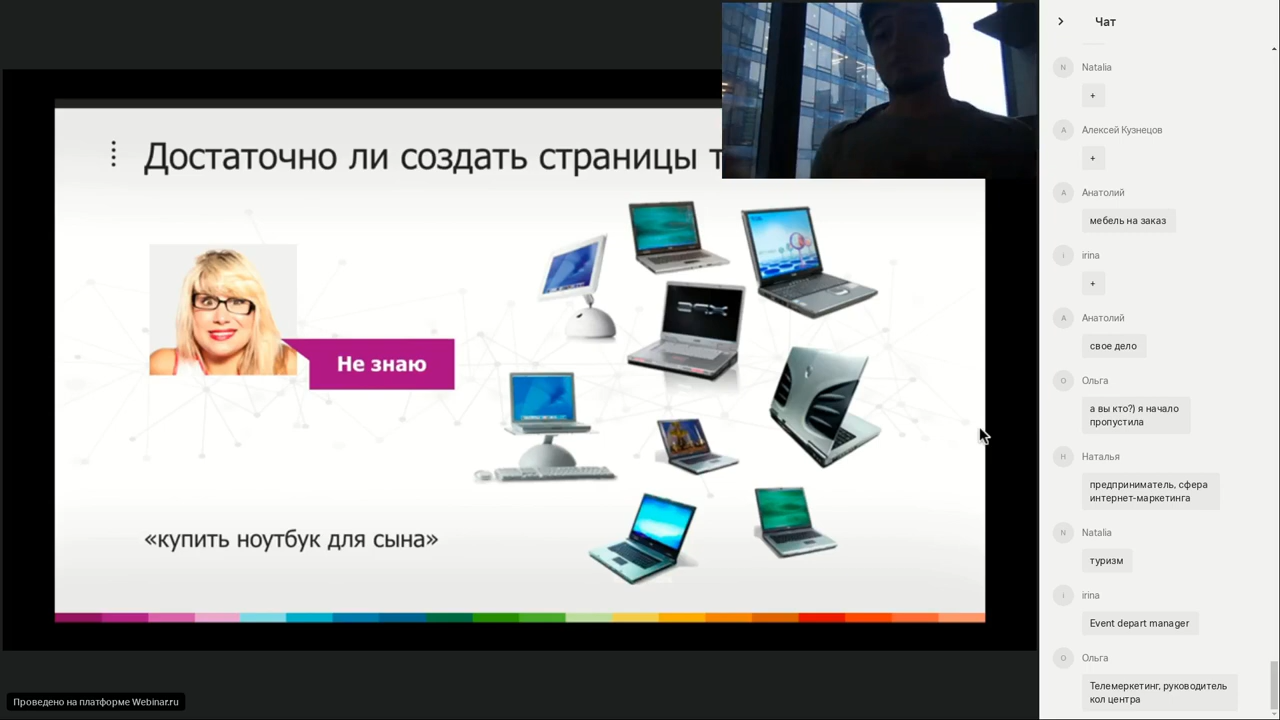 Достаточно ли создать страницы
Не знаю
«купить ноутбук для сына»
Проведено на платформе Webinar.ru
Чат
N
Natalia
+
А
Алексей Кузнецов
+
А
Анатолий
мебель на заказ
i
irina
+
А
Анатолий
свое дело
О
Ольга
а вы кто?) я начало
пропустила
Н
Наталья
предприниматель, сфера
интернет-маркетинга
N
Natalia
туризм
i
irina
Event depart manager
О
Ольга
Телемеркетинг, руководитель
кол центра